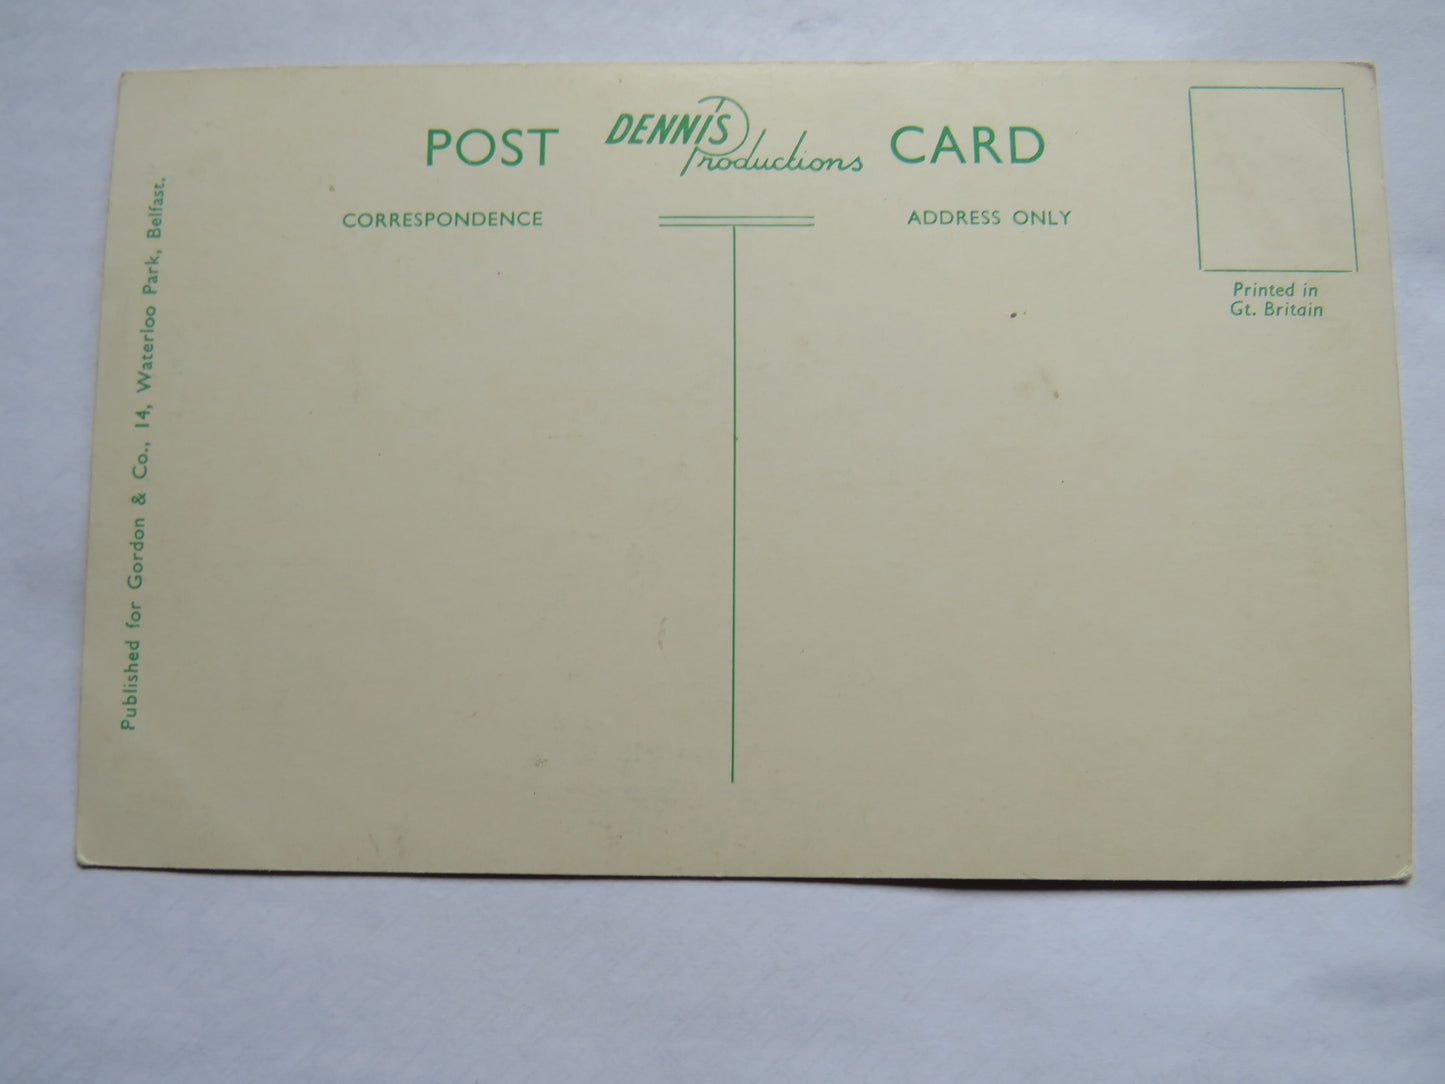 POST DENNIS Productions CARD
CORRESPONDENCE
ADDRESS ONLY
Printed in
Gt. Britain
Published for Gordon & Co., 14, Waterloo Park, Belfast.